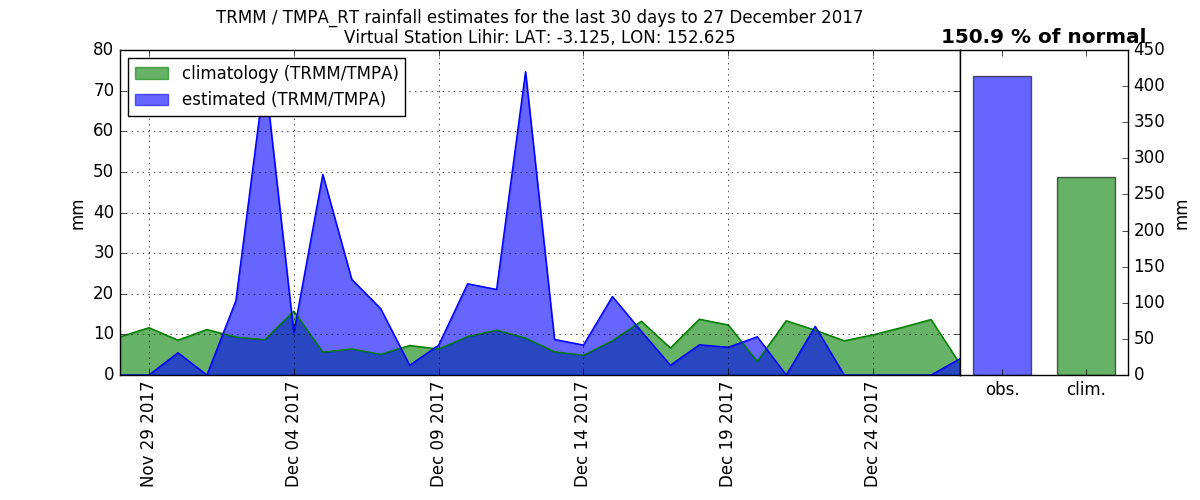 TRMM / TMPA_RT rainfall estimates for the last 30 days to 27 December 2017
Virtual Station Lihir: LAT: -3.125, LON: 152.625
150.9 % of normal
climatology (TRMM/TMPA)
estimated (TRMM/TMPA)
80
70
60
50
40
30
20
10
0
mm
Nov 29 2017
Dec 04 2017
Dec 09 2017
Dec 14 2017
Dec 19 2017
Dec 24 2017
obs.
clim.
450
400
350
300
250
200
150
100
50
0
mm